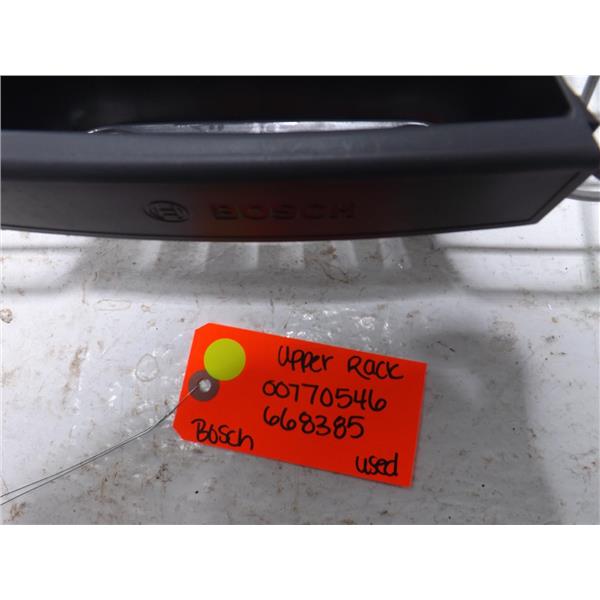 BOSCH
Upper Rack
00770546
668385
Bosch
used